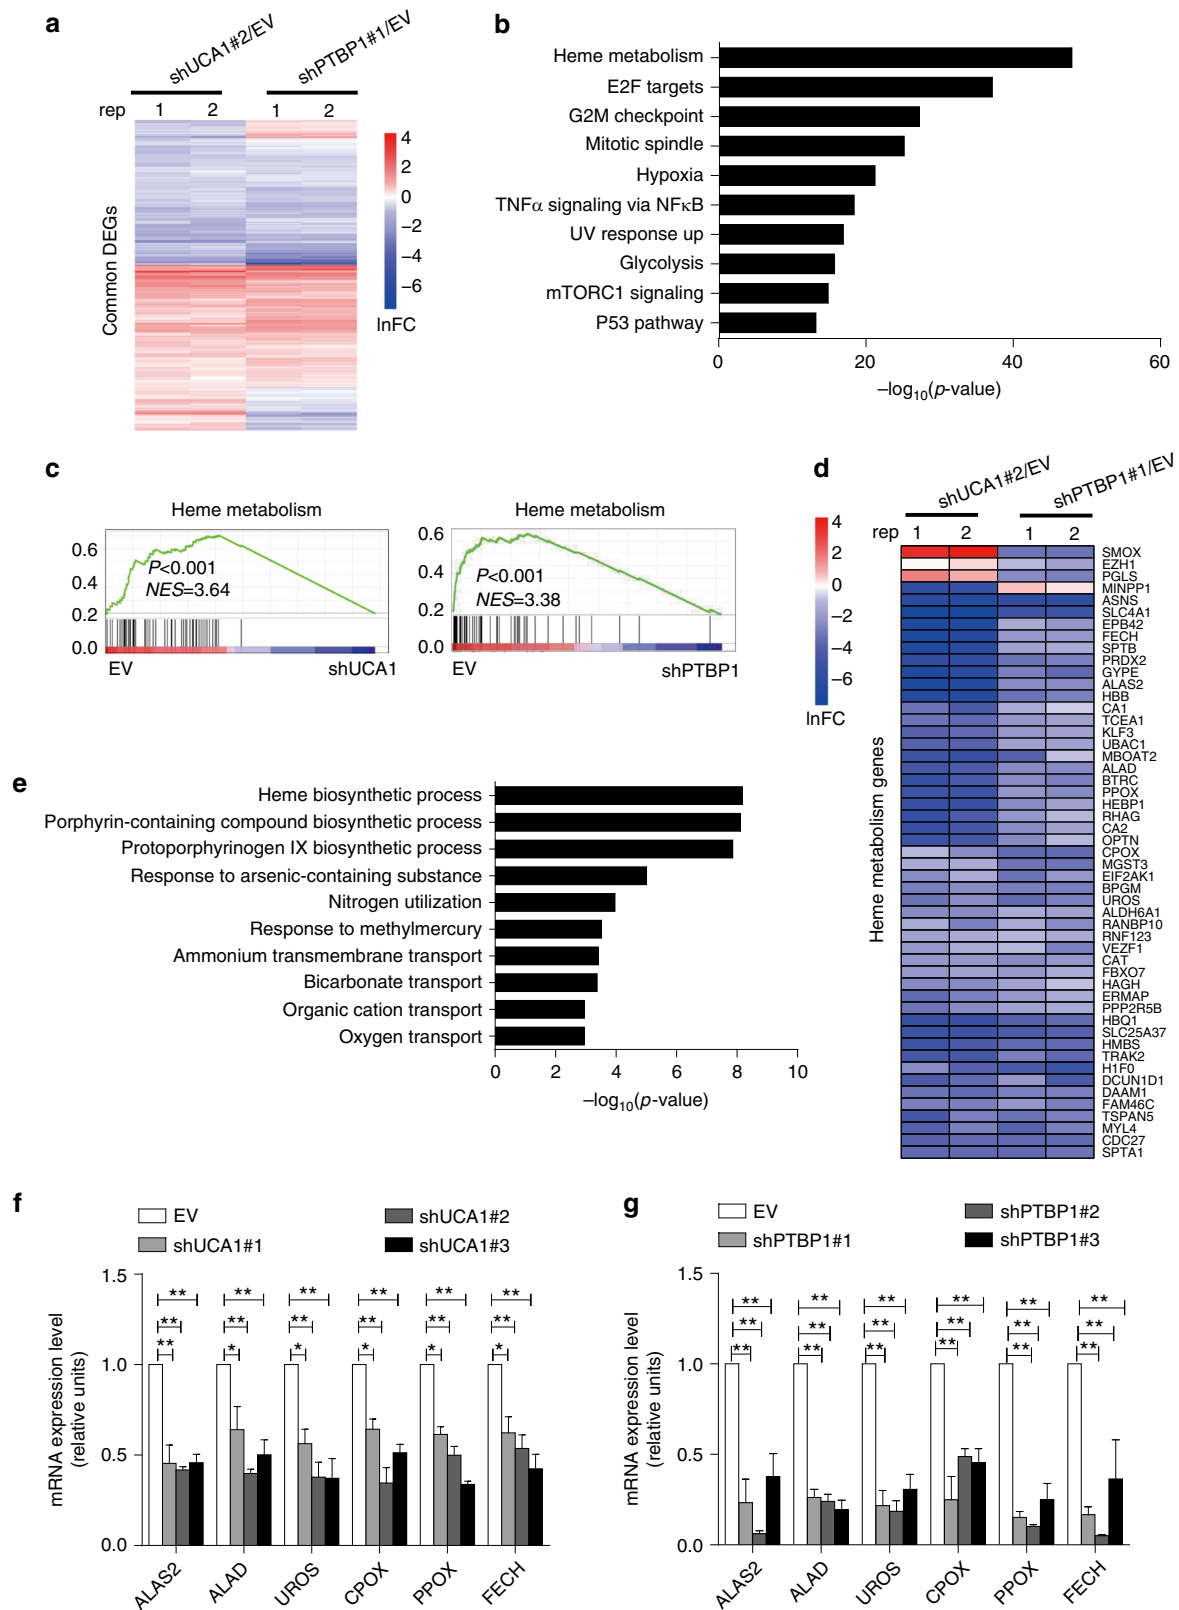 a
shUCA1#2/EV
shPTBP1#1/EV
rep 1 2 1 2
Common DEGs
4
2
0
−2
−4
−6
lnFC
b
Heme metabolism
E2F targets
G2M checkpoint
Mitotic spindle
Hypoxia
TNFα signaling via NFκB
UV response up
Glycolysis
mTORC1 signaling
P53 pathway
0 20 40 60
−log10(p-value)
c
Heme metabolism
0.6
0.4
0.2
0.0
P<0.001
NES=3.64
EV shUCA1
Heme metabolism
0.6
0.4
0.2
0.0
P<0.001
NES=3.38
EV shPTBP1
d
shUCA1#2/EV
shPTBP1#1/EV
rep 1 2 1 2
4
2
0
−2
−4
−6
lnFC
Heme metabolism genes
SMOX
EZH1
PGLS
MINPP1
ASNS
SLC4A1
EPB42
FECH
SPTB
PRDX2
GYPE
ALAS2
HBB
CA1
TCEA1
KLF3
UBAC1
MBOAT2
ALAD
BTRC
PPOX
HEBP1
RHAG
CA2
OPTN
CPOX
MGST3
EIF2AK1
BPGM
UROS
ALDH6A1
RANBP10
RNF123
VEZF1
CAT
FBXO7
HAGH
ERMAP
PPP2R5B
HBQ1
SLC25A37
HMBS
TRAK2
H1F0
DCUN1D1
DAAM1
FAM46C
TSPAN5
MYL4
CDC27
SPTA1
e
Heme biosynthetic process
Porphyrin-containing compound biosynthetic process
Protoporphyrinogen IX biosynthetic process
Response to arsenic-containing substance
Nitrogen utilization
Response to methylmercury
Ammonium transmembrane transport
Bicarbonate transport
Organic cation transport
Oxygen transport
0 2 4 6 8 10
−log10(p-value)
f
EV
shUCA1#1
shUCA1#2
shUCA1#3
mRNA expression level
(relative units)
1.5
1.0
0.5
0.0
** ** ** ** ** **
** ** ** ** ** **
** * * * * *
ALAS2 ALAD UROS CPOX PPOX FECH
g
EV
shPTBP1#1
shPTBP1#2
shPTBP1#3
mRNA expression level
(relative units)
1.5
1.0
0.5
0.0
** ** ** ** ** **
** ** ** ** ** **
** ** ** ** ** **
ALAS2 ALAD UROS CPOX PPOX FECH